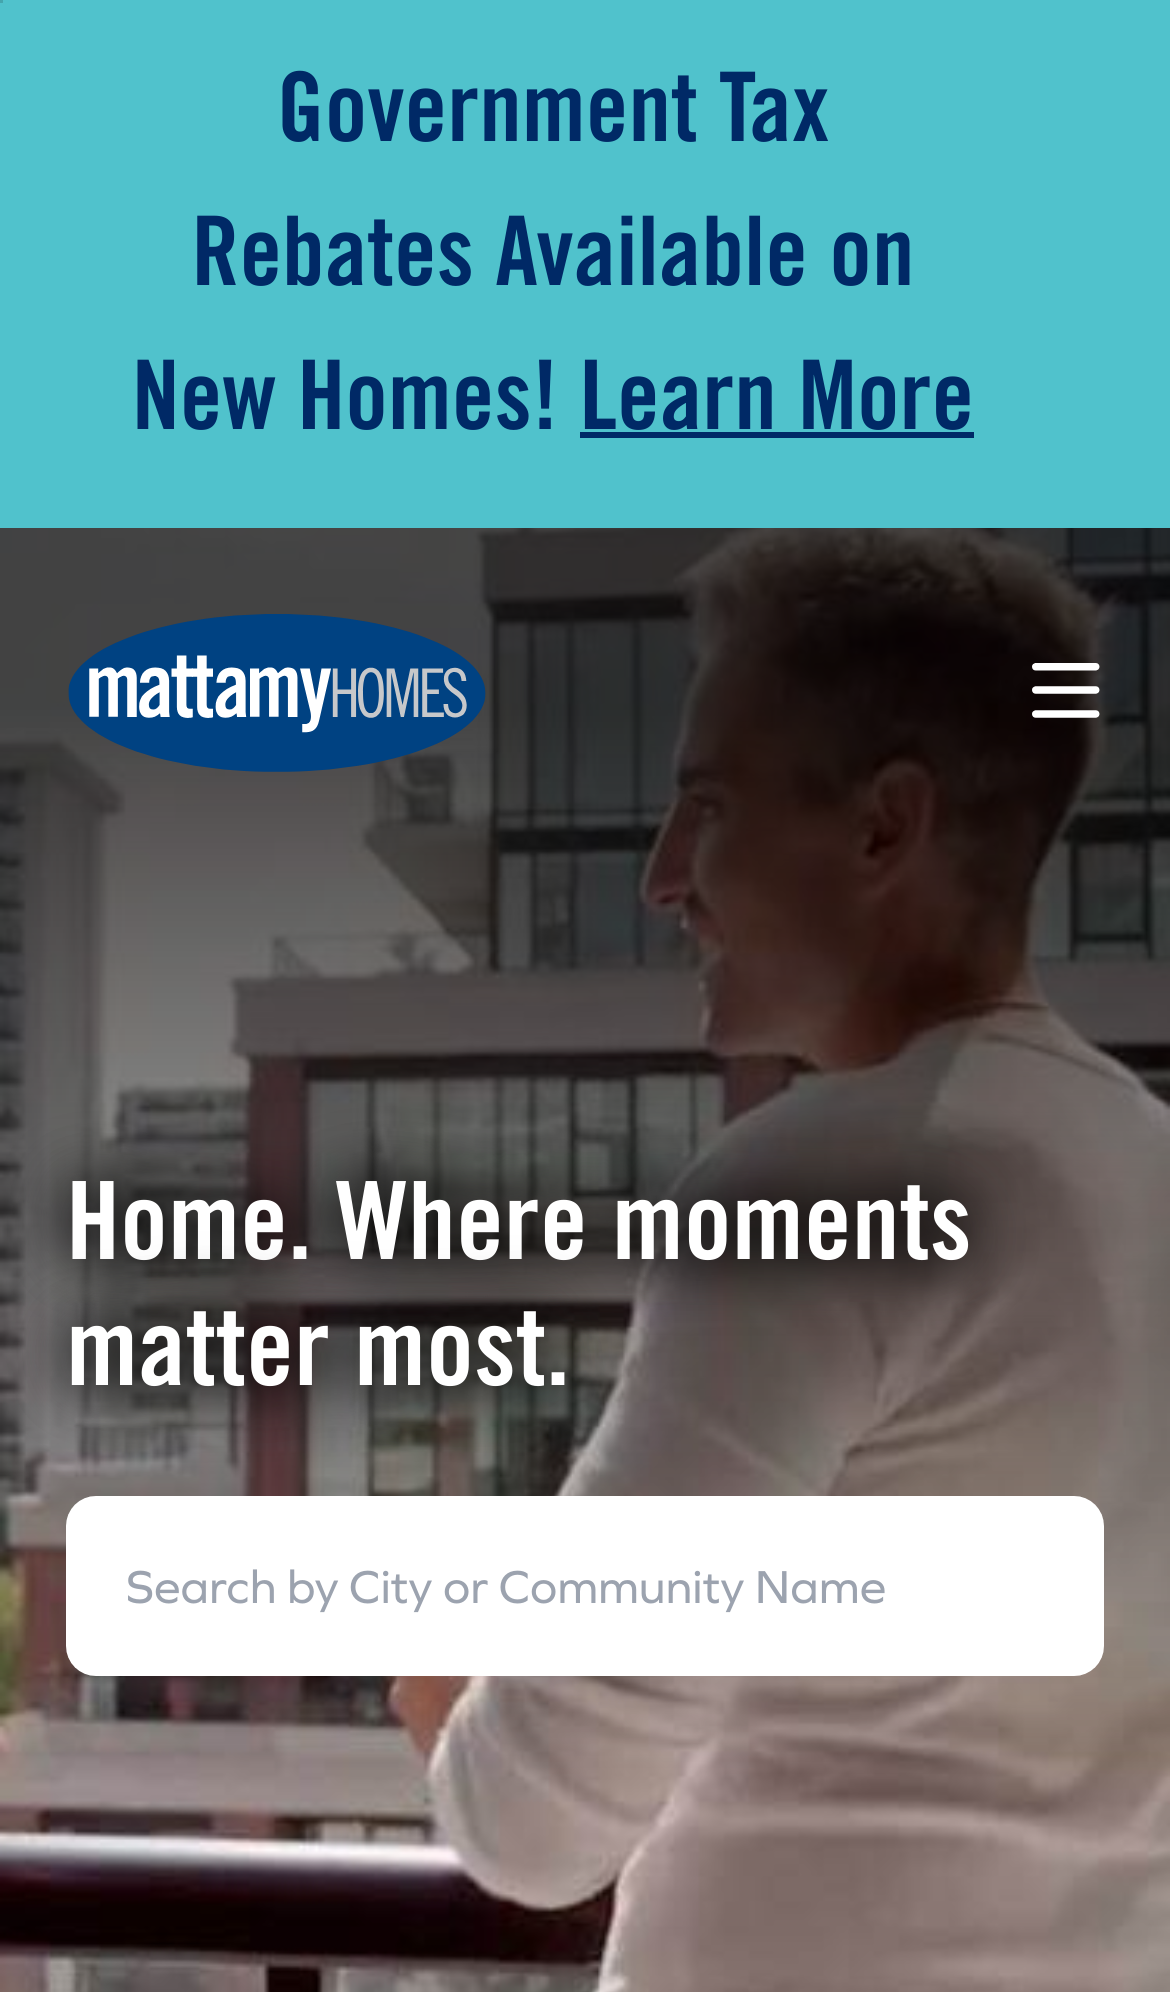 Government Tax
Rebates Available on
New Homes! Learn More
mattamyHOMES
Home. Where moments
matter most.
Search by City or Community Name